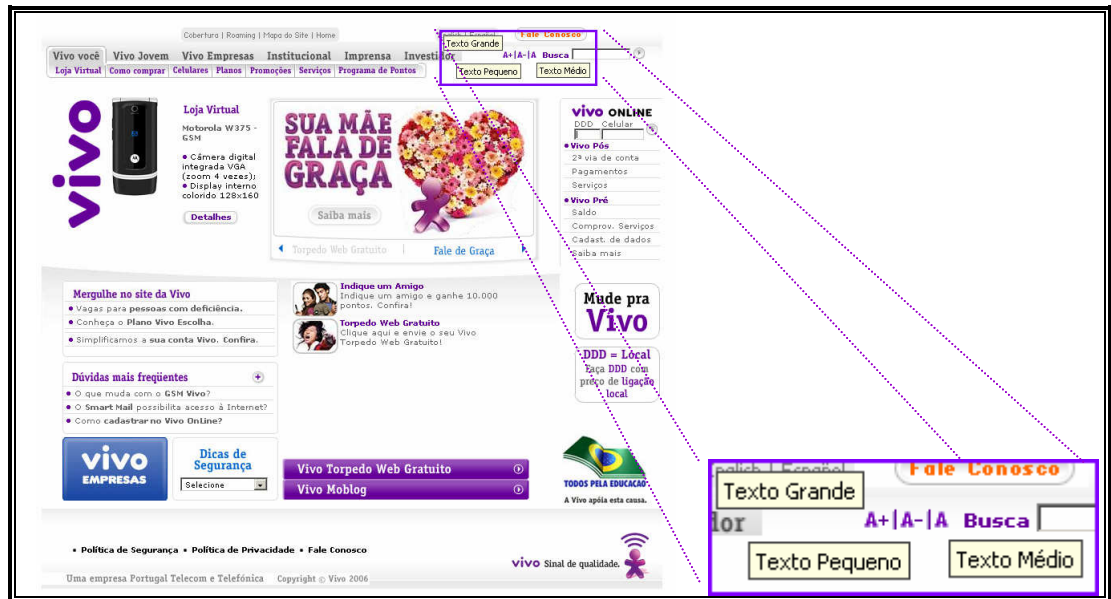 Cobertura | Roaming | Mapa do Site | Home
Español
Fale Conosco
Texto Grande
Vivo você Vivo Jovem Vivo Empresas Institucional Imprensa Investidor
A+|A-|A Busca
Loja Virtual Como comprar Celulares Planos Promoções Serviços Programa de Pontos
Texto Pequeno Texto Médio
vivo
Loja Virtual
Motorola W375 -
GSM
• Câmera digital
integrada VGA
(zoom 4 vezes);
• Display interno
colorido 128x160
Detalhes
SUA MÃE
FALA DE
GRAÇA
Saiba mais
Torpedo Web Gratuito | Fale de Graça
vivo ONLINE
DDD Celular
• Vivo Pós
2ª via de conta
Pagamentos
Serviços
• Vivo Pré
Saldo
Comprov. Serviços
Cadast. de dados
Saiba mais
Mergulhe no site da Vivo
• Vagas para pessoas com deficiência.
• Conheça o Plano Vivo Escolha.
• Simplificamos a sua conta Vivo. Confira.
Indique um Amigo
Indique um amigo e ganhe 10.000
pontos. Confira!
Torpedo Web Gratuito
Clique aqui e envie o seu Vivo
Torpedo Web Gratuito!
Mude pra
Vivo
DDD = Local
Faça DDD com
preço de ligação
local
Dúvidas mais freqüentes
• O que muda com o GSM Vivo?
• O Smart Mail possibilita acesso à Internet?
• Como cadastrar no Vivo OnLine?
vivo
EMPRESAS
Dicas de
Segurança
Selecione
Vivo Torpedo Web Gratuito
Vivo Moblog
TODOS PELA EDUCAÇÃO
A Vivo apóia esta causa.
• Política de Segurança • Política de Privacidade • Fale Conosco
vivo Sinal de qualidade.
Uma empresa Portugal Telecom e Telefónica Copyright © Vivo 2006
English | Español
Fale Conosco
Texto Grande
dor
A+|A-|A Busca
Texto Pequeno
Texto Médio